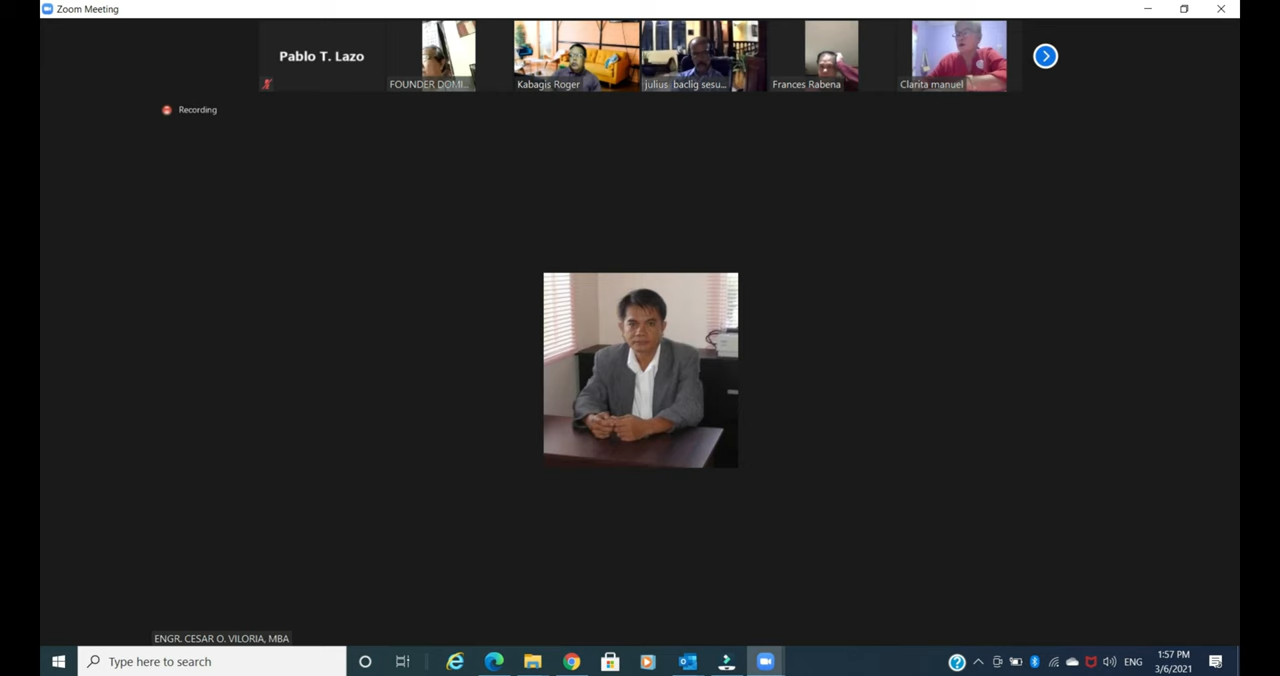 Zoom Meeting
Pablo T. Lazo
FOUNDER DOMI...
Kabagis Roger
julius baclig sesu...
Frances Rabena
Clarita manuel
Recording
ENGR. CESAR O. VILORIA, MBA
Type here to search
ENG
1:57 PM
3/6/2021